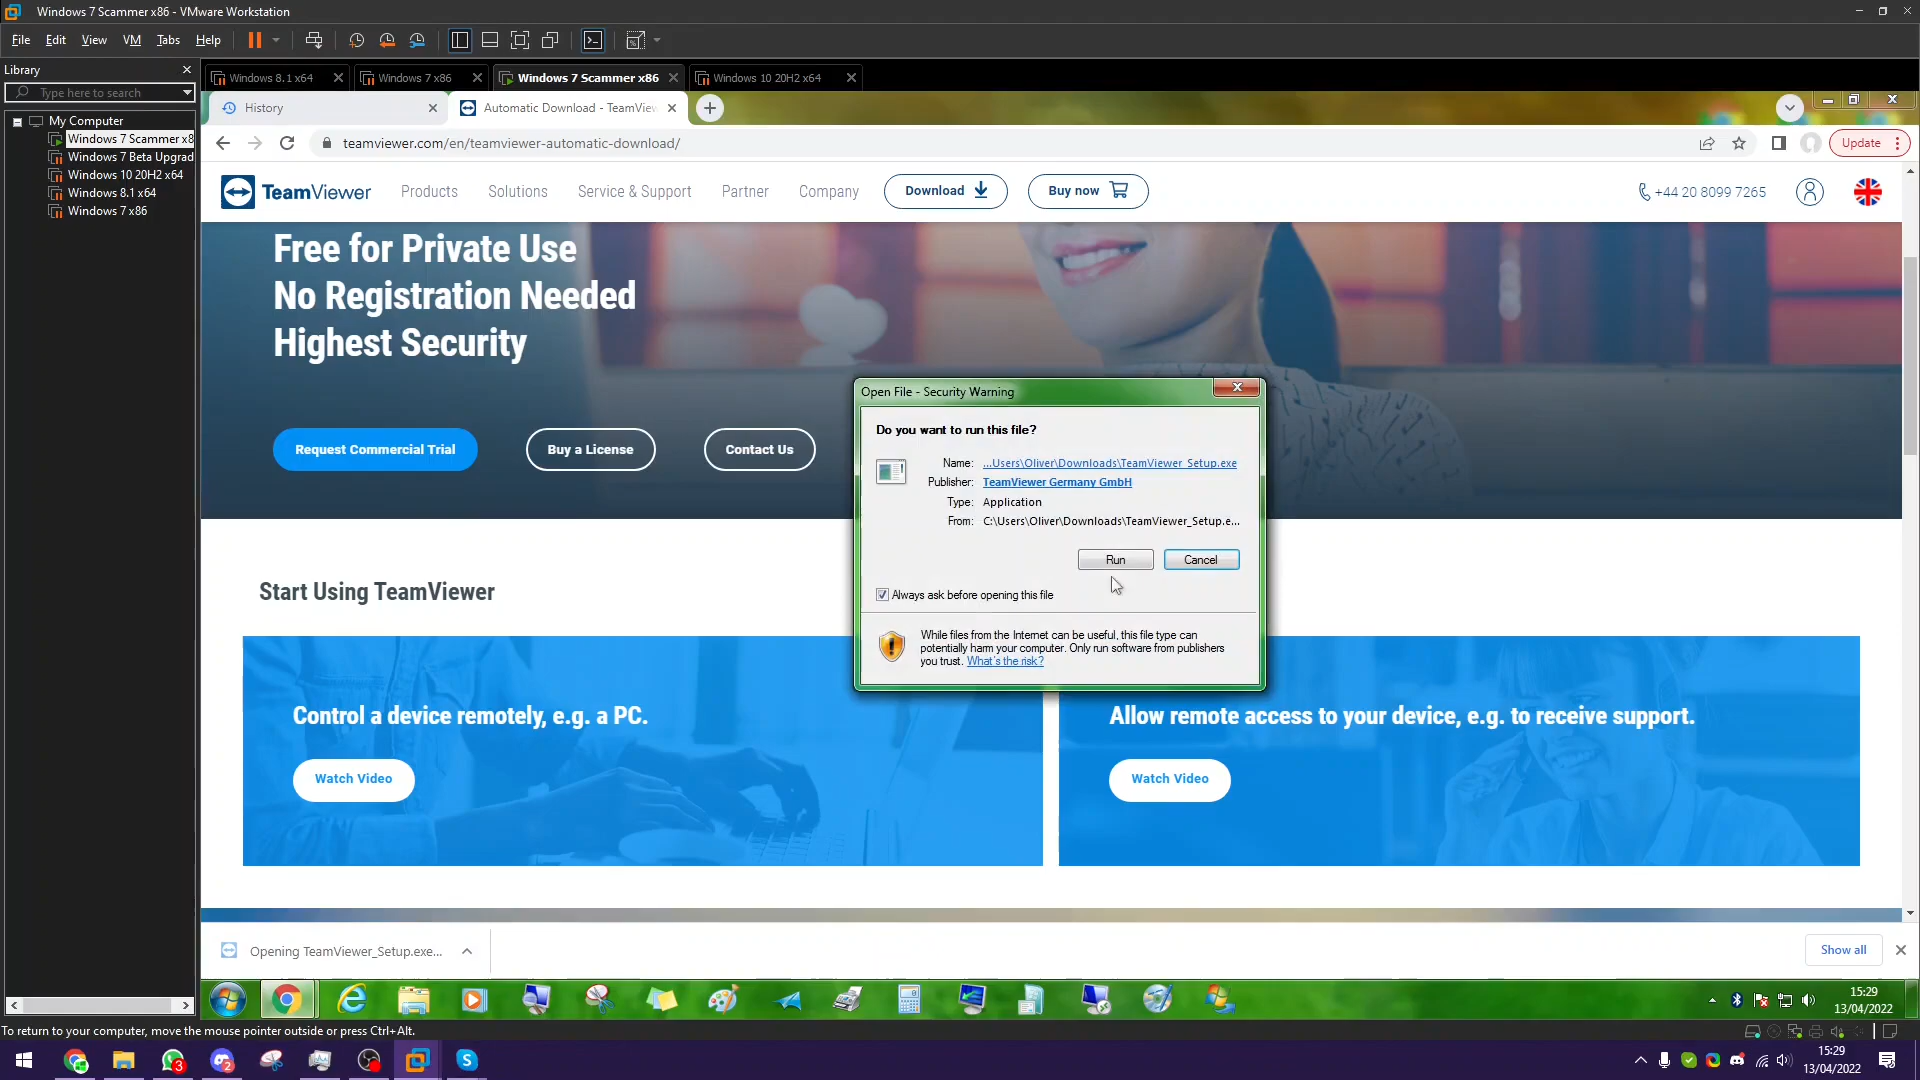 Windows 7 Scammer x86 - VMware Workstation
File Edit View VM Tabs Help
Library
Type here to search
My Computer
Windows 7 Scammer x8
Windows 7 Beta Upgrad
Windows 10 20H2 x64
Windows 8.1 x64
Windows 7 x86
Windows 8.1 x64
Windows 7 x86
Windows 7 Scammer x86
Windows 10 20H2 x64
History
Automatic Download - TeamView
teamviewer.com/en/teamviewer-automatic-download/
Update
TeamViewer
Products Solutions Service & Support Partner Company
Download
Buy now
+44 20 8099 7265
Free for Private Use
No Registration Needed
Highest Security
Request Commercial Trial
Buy a License
Contact Us
Open File - Security Warning
Do you want to run this file?
Name: ...Users\Oliver\Downloads\TeamViewer_Setup.exe
Publisher: TeamViewer Germany GmbH
Type: Application
From: C:\Users\Oliver\Downloads\TeamViewer_Setup.e...
Run
Cancel
Always ask before opening this file
While files from the Internet can be useful, this file type can
potentially harm your computer. Only run software from publishers
you trust. What's the risk?
Start Using TeamViewer
Control a device remotely, e.g. a PC.
Watch Video
Allow remote access to your device, e.g. to receive support.
Watch Video
Opening TeamViewer_Setup.exe...
Show all
15:29
13/04/2022
To return to your computer, move the mouse pointer outside or press Ctrl+Alt.
3
2
15:29
13/04/2022